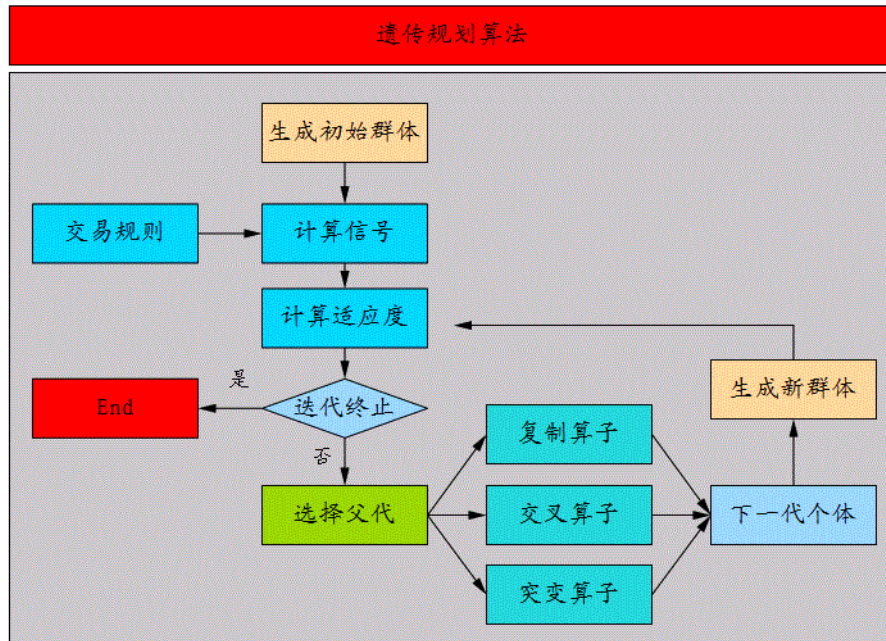 遗传规划算法
生成初始群体
交易规则
计算信号
计算适应度
是
End
迭代终止
否
选择父代
复制算子
交叉算子
突变算子
下一代个体
生成新群体